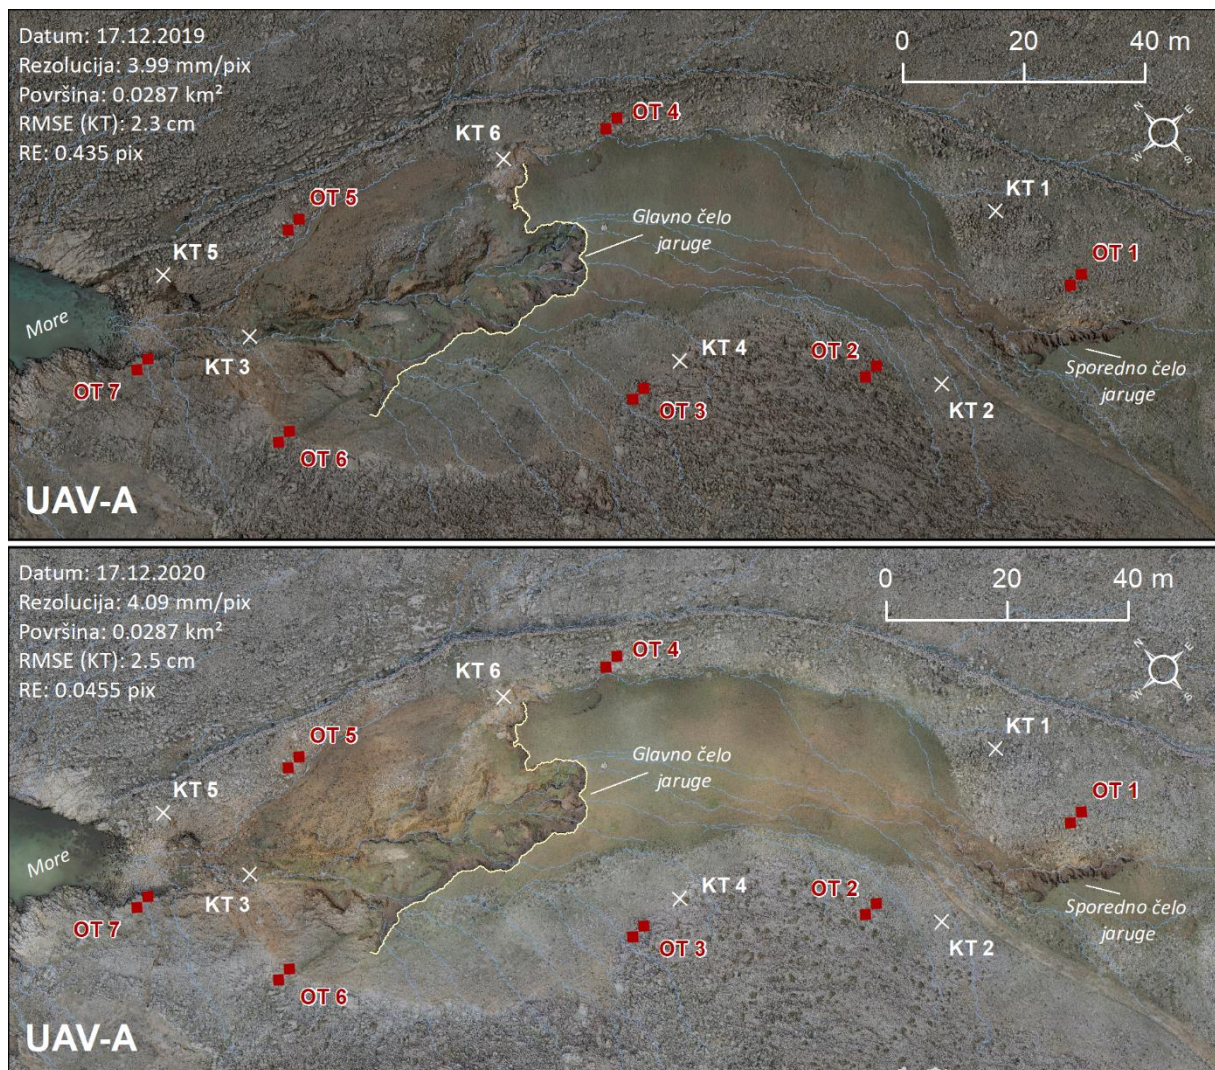 Datum: 17.12.2019
Rezolucija: 3.99 mm/pix
Površina: 0.0287 km²
RMSE (KT): 2.3 cm
RE: 0.435 pix
0 20 40 m
N
E
W
S
OT 4
KT 6
KT 1
OT 5
Glavno čelo
jaruge
KT 5
OT 1
More
KT 3
KT 4
OT 2
Sporedno čelo
jaruge
OT 7
OT 3
KT 2
OT 6
UAV-A
Datum: 17.12.2020
Rezolucija: 4.09 mm/pix
Površina: 0.0287 km²
RMSE (KT): 2.5 cm
RE: 0.0455 pix
0 20 40 m
N
E
W
S
OT 4
KT 6
KT 1
OT 5
Glavno čelo
jaruge
KT 5
OT 1
More
KT 3
KT 4
OT 2
Sporedno čelo
jaruge
OT 7
OT 3
KT 2
OT 6
UAV-A